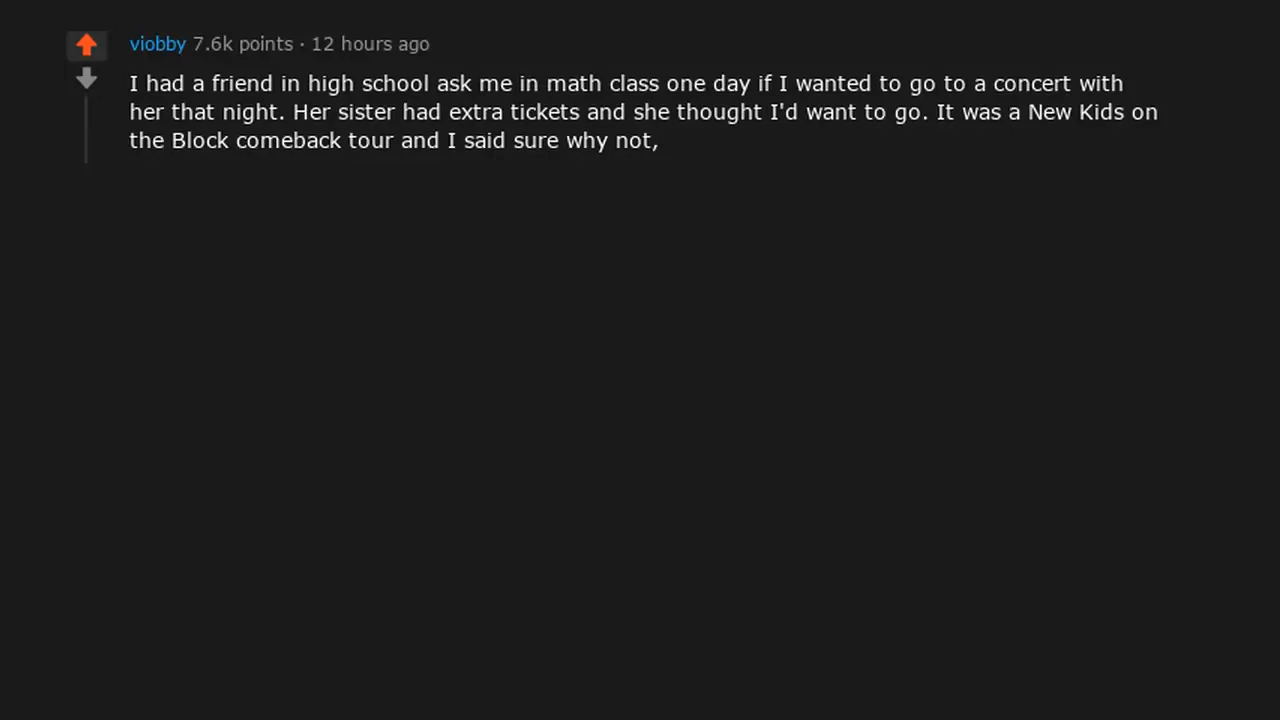 viobby 7.6k points · 12 hours ago
I had a friend in high school ask me in math class one day if I wanted to go to a concert with
her that night. Her sister had extra tickets and she thought I'd want to go. It was a New Kids on
the Block comeback tour and I said sure why not,